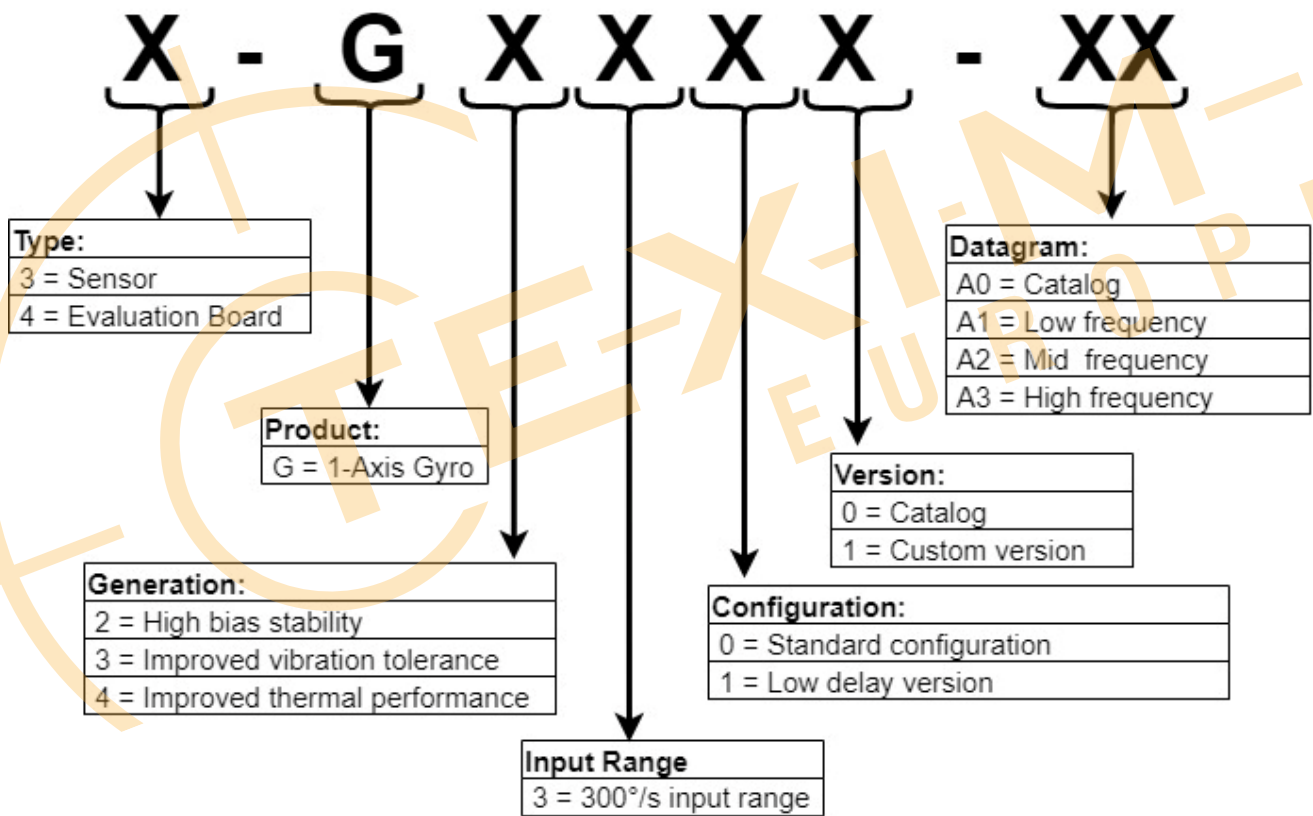 X - G X X X X - XX
Type:
3 = Sensor
4 = Evaluation Board
Datagram:
A0 = Catalog
A1 = Low frequency
A2 = Mid frequency
A3 = High frequency
Product:
G = 1-Axis Gyro
Version:
0 = Catalog
1 = Custom version
Generation:
2 = High bias stability
3 = Improved vibration tolerance
4 = Improved thermal performance
Configuration:
0 = Standard configuration
1 = Low delay version
Input Range
3 = 300°/s input range
TE-XI-M-
EUROP